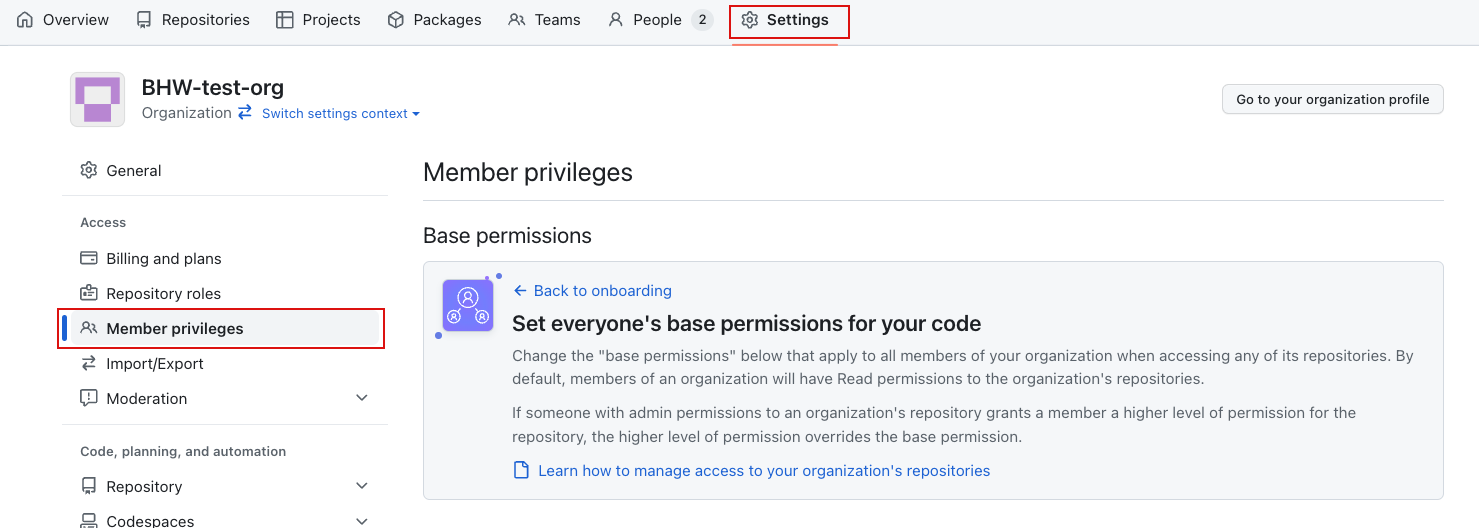 Overview Repositories Projects Packages Teams People 2 Settings
BHW-test-org
Organization Switch settings context
Go to your organization profile
General
Access
Billing and plans
Repository roles
Member privileges
Import/Export
Moderation
Code, planning, and automation
Repository
Codespaces
Member privileges
Base permissions
Back to onboarding
Set everyone's base permissions for your code
Change the "base permissions" below that apply to all members of your organization when accessing any of its repositories. By
default, members of an organization will have Read permissions to the organization's repositories.
If someone with admin permissions to an organization's repository grants a member a higher level of permission for the
repository, the higher level of permission overrides the base permission.
Learn how to manage access to your organization's repositories